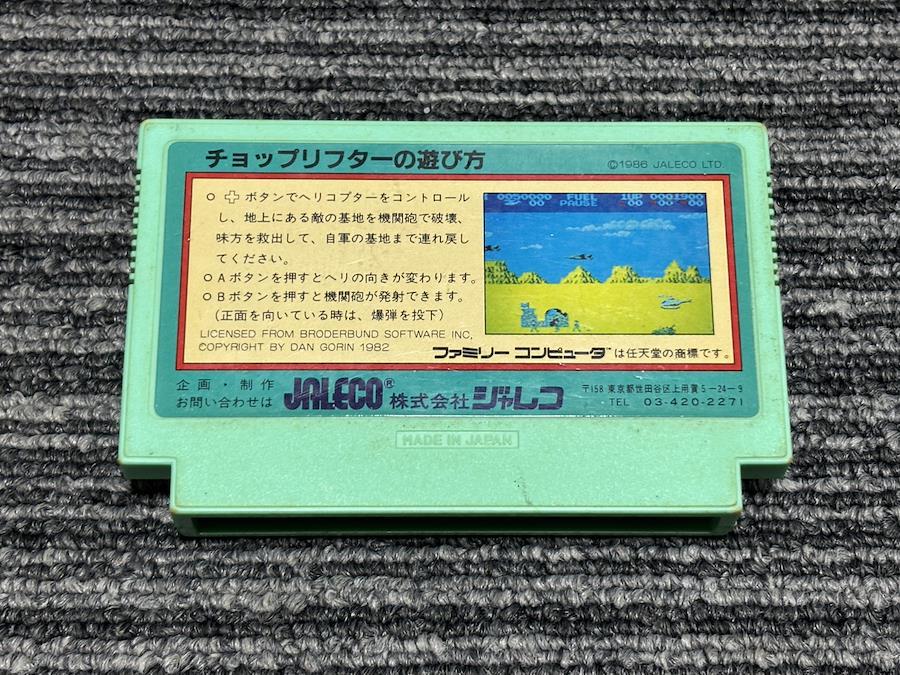 チョップリフターの遊び方
©1986 JALECO LTD.
○ ✚ ボタンでヘリコプターをコントロール
し、地上にある敵の基地を機関砲で破壊、
味方を救出して、自軍の基地まで連れ戻し
てください。
○ Aボタンを押すとヘリの向きが変わります。
○ Bボタンを押すと機関砲が発射できます。
(正面を向いている時は、爆弾を投下)
LICENSED FROM BRODERBUND SOFTWARE INC,
©COPYRIGHT BY DAN GORIN 1982
0050000 FUEL 1UP 0001900
00 PAUSE 00 00
ファミリー コンピュータ™は任天堂の商標です。
企画・制作
お問い合わせは
JALECO® 株式会社 ジャレコ
〒158 東京都世田谷区上用賀5-24-9
TEL 03-420-2271
MADE IN JAPAN